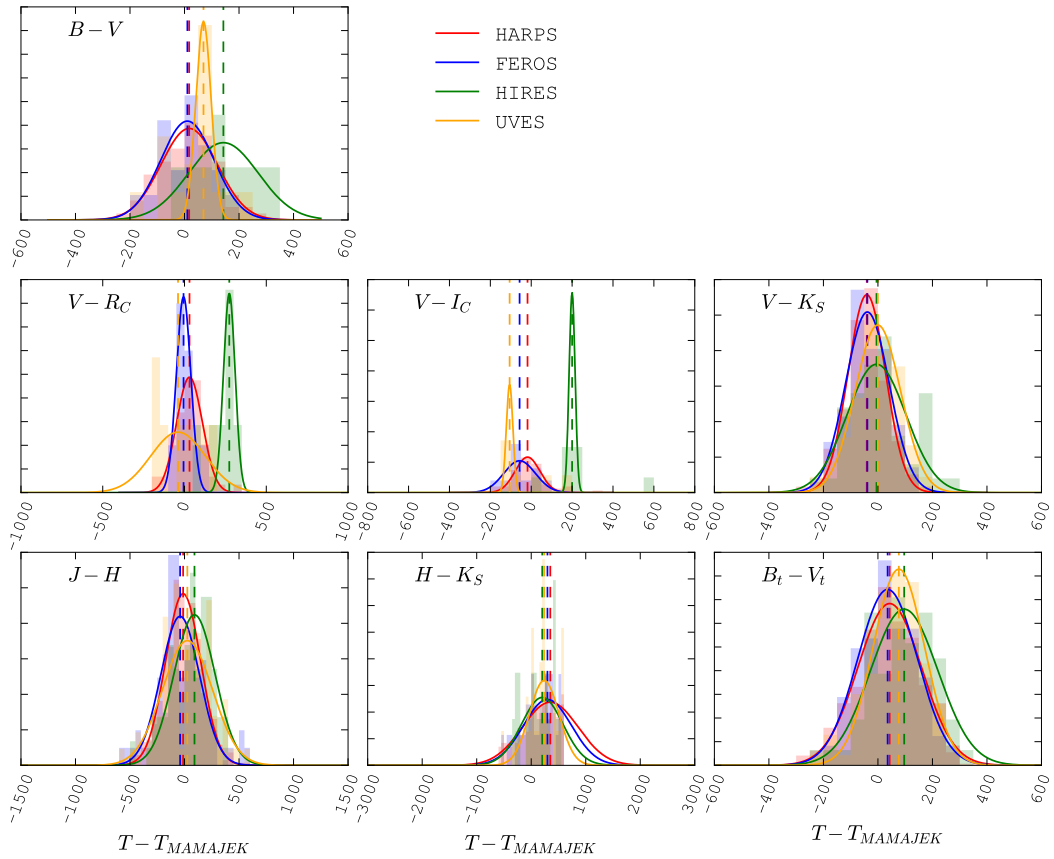 B − V
HARPS
FEROS
HIRES
UVES
−600 −400 −200 0 200 400 600
V − R_C
V − I_C
V − K_S
−1000 −500 0 500 1000
−800 −600 −400 −200 0 200 400 600 800
−600 −400 −200 0 200 400 600
J − H
H − K_S
B_t − V_t
−1500 −1000 −500 0 500 1000 1500
−3000 −2000 −1000 0 1000 2000 3000
−600 −400 −200 0 200 400 600
T − T_MAMAJEK
T − T_MAMAJEK
T − T_MAMAJEK